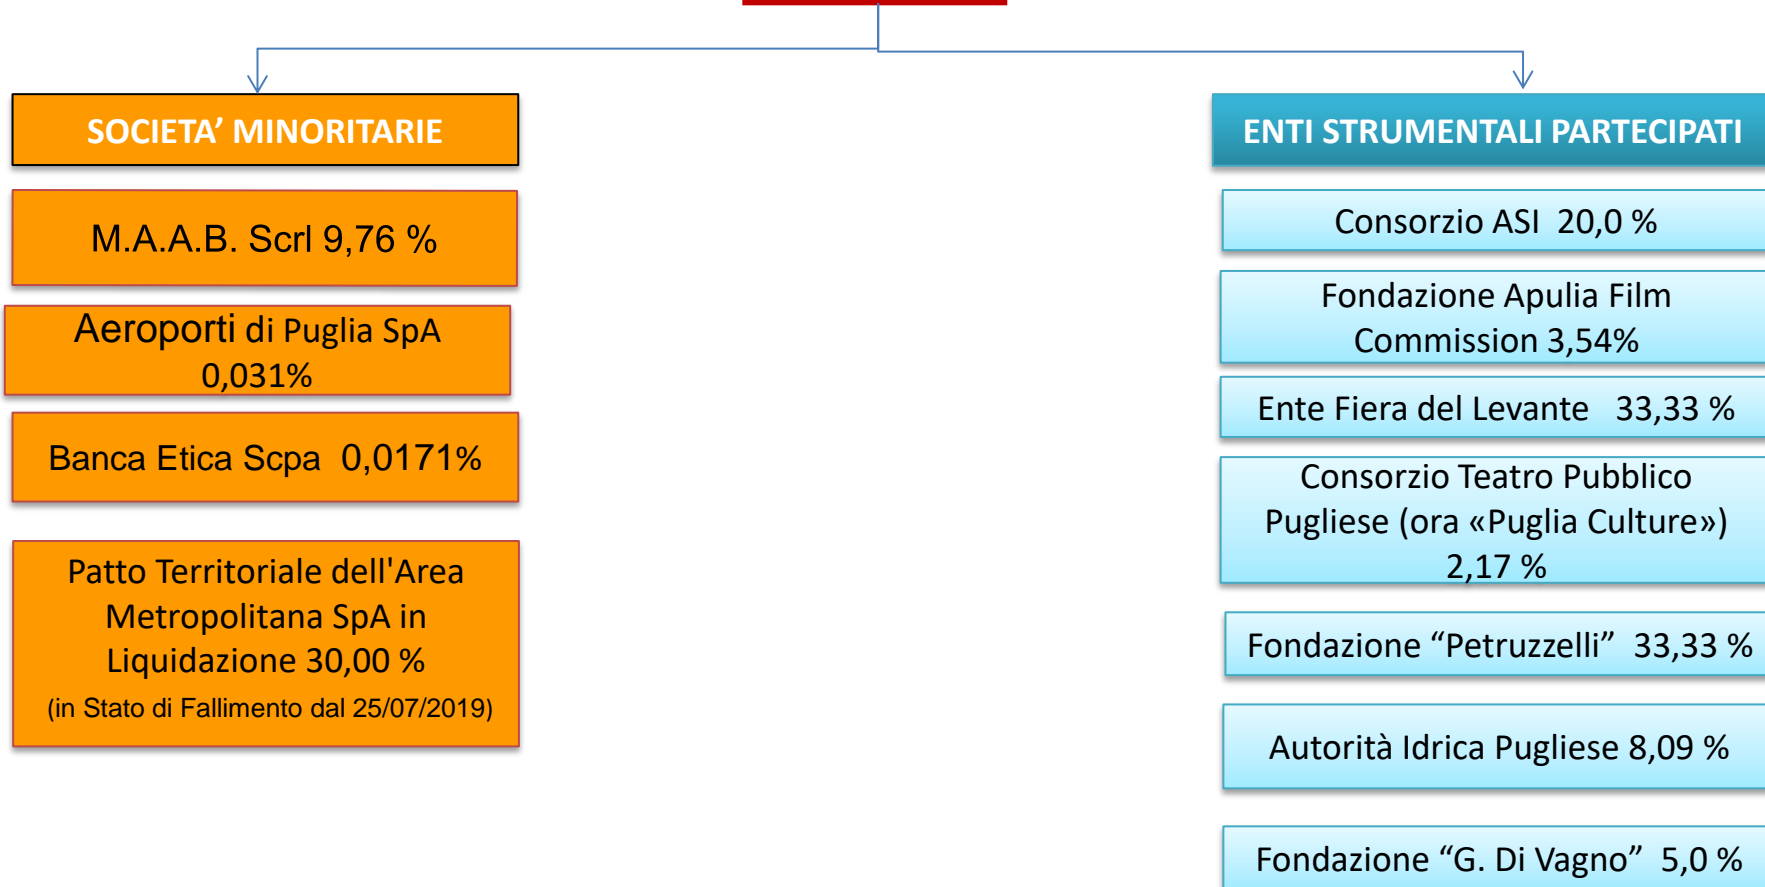 SOCIETA’ MINORITARIE
M.A.A.B. Scrl 9,76 %
Aeroporti di Puglia SpA
0,031%
Banca Etica Scpa 0,0171%
Patto Territoriale dell'Area
Metropolitana SpA in
Liquidazione 30,00 %
(in Stato di Fallimento dal 25/07/2019)
ENTI STRUMENTALI PARTECIPATI
Consorzio ASI 20,0 %
Fondazione Apulia Film
Commission 3,54%
Ente Fiera del Levante 33,33 %
Consorzio Teatro Pubblico
Pugliese (ora «Puglia Culture»)
2,17 %
Fondazione “Petruzzelli” 33,33 %
Autorità Idrica Pugliese 8,09 %
Fondazione “G. Di Vagno” 5,0 %